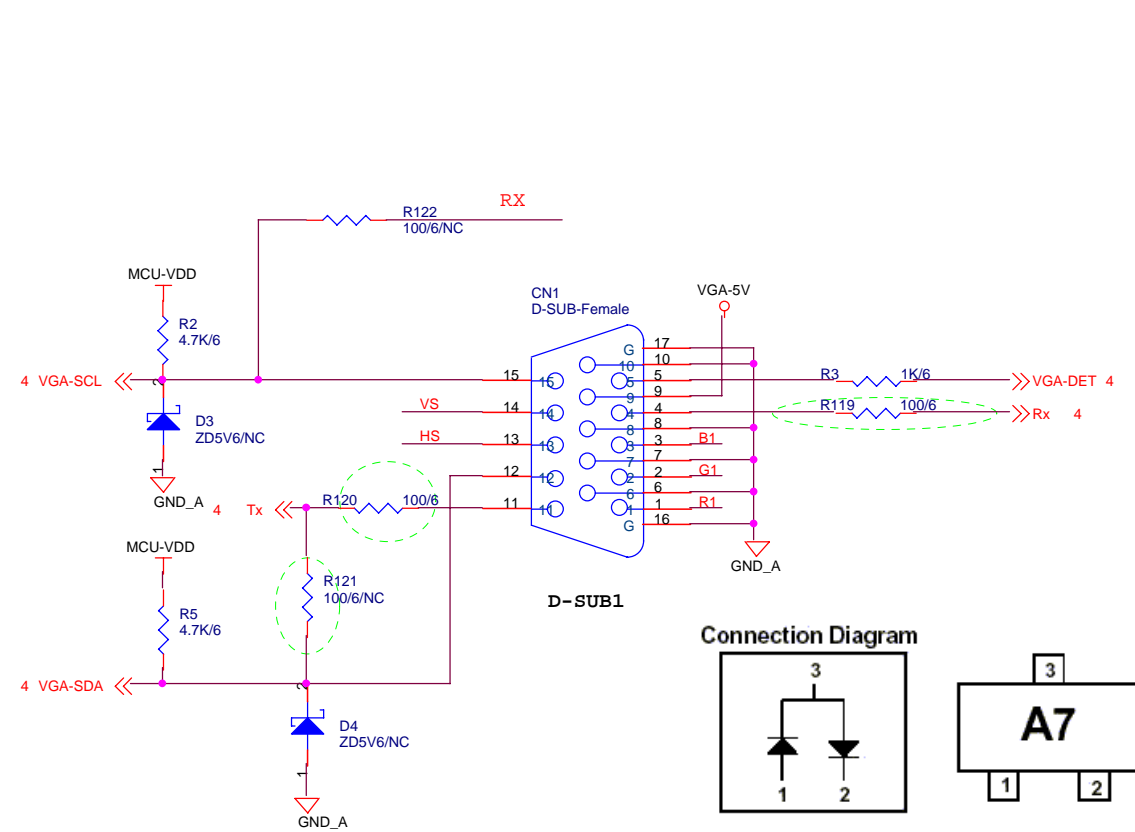 RX
R122
100/6/NC
MCU-VDD
R2
4.7K/6
4 VGA-SCL
2
D3
ZD5V6/NC
1
GND_A
CN1
D-SUB-Female
VGA-5V
15
14
13
12
11
VS
HS
15
14
13
12
11
G
10
5
9
4
8
3
7
2
6
1
G
17
10
5
9
4
8
3
7
2
6
1
16
B1
G1
R1
R3
1K/6
VGA-DET 4
R119
100/6
Rx 4
GND_A
4 Tx
R120
100/6
MCU-VDD
R121
100/6/NC
R5
4.7K/6
4 VGA-SDA
2
D4
ZD5V6/NC
1
GND_A
D-SUB1
Connection Diagram
3
1 2
3
A7
1 2